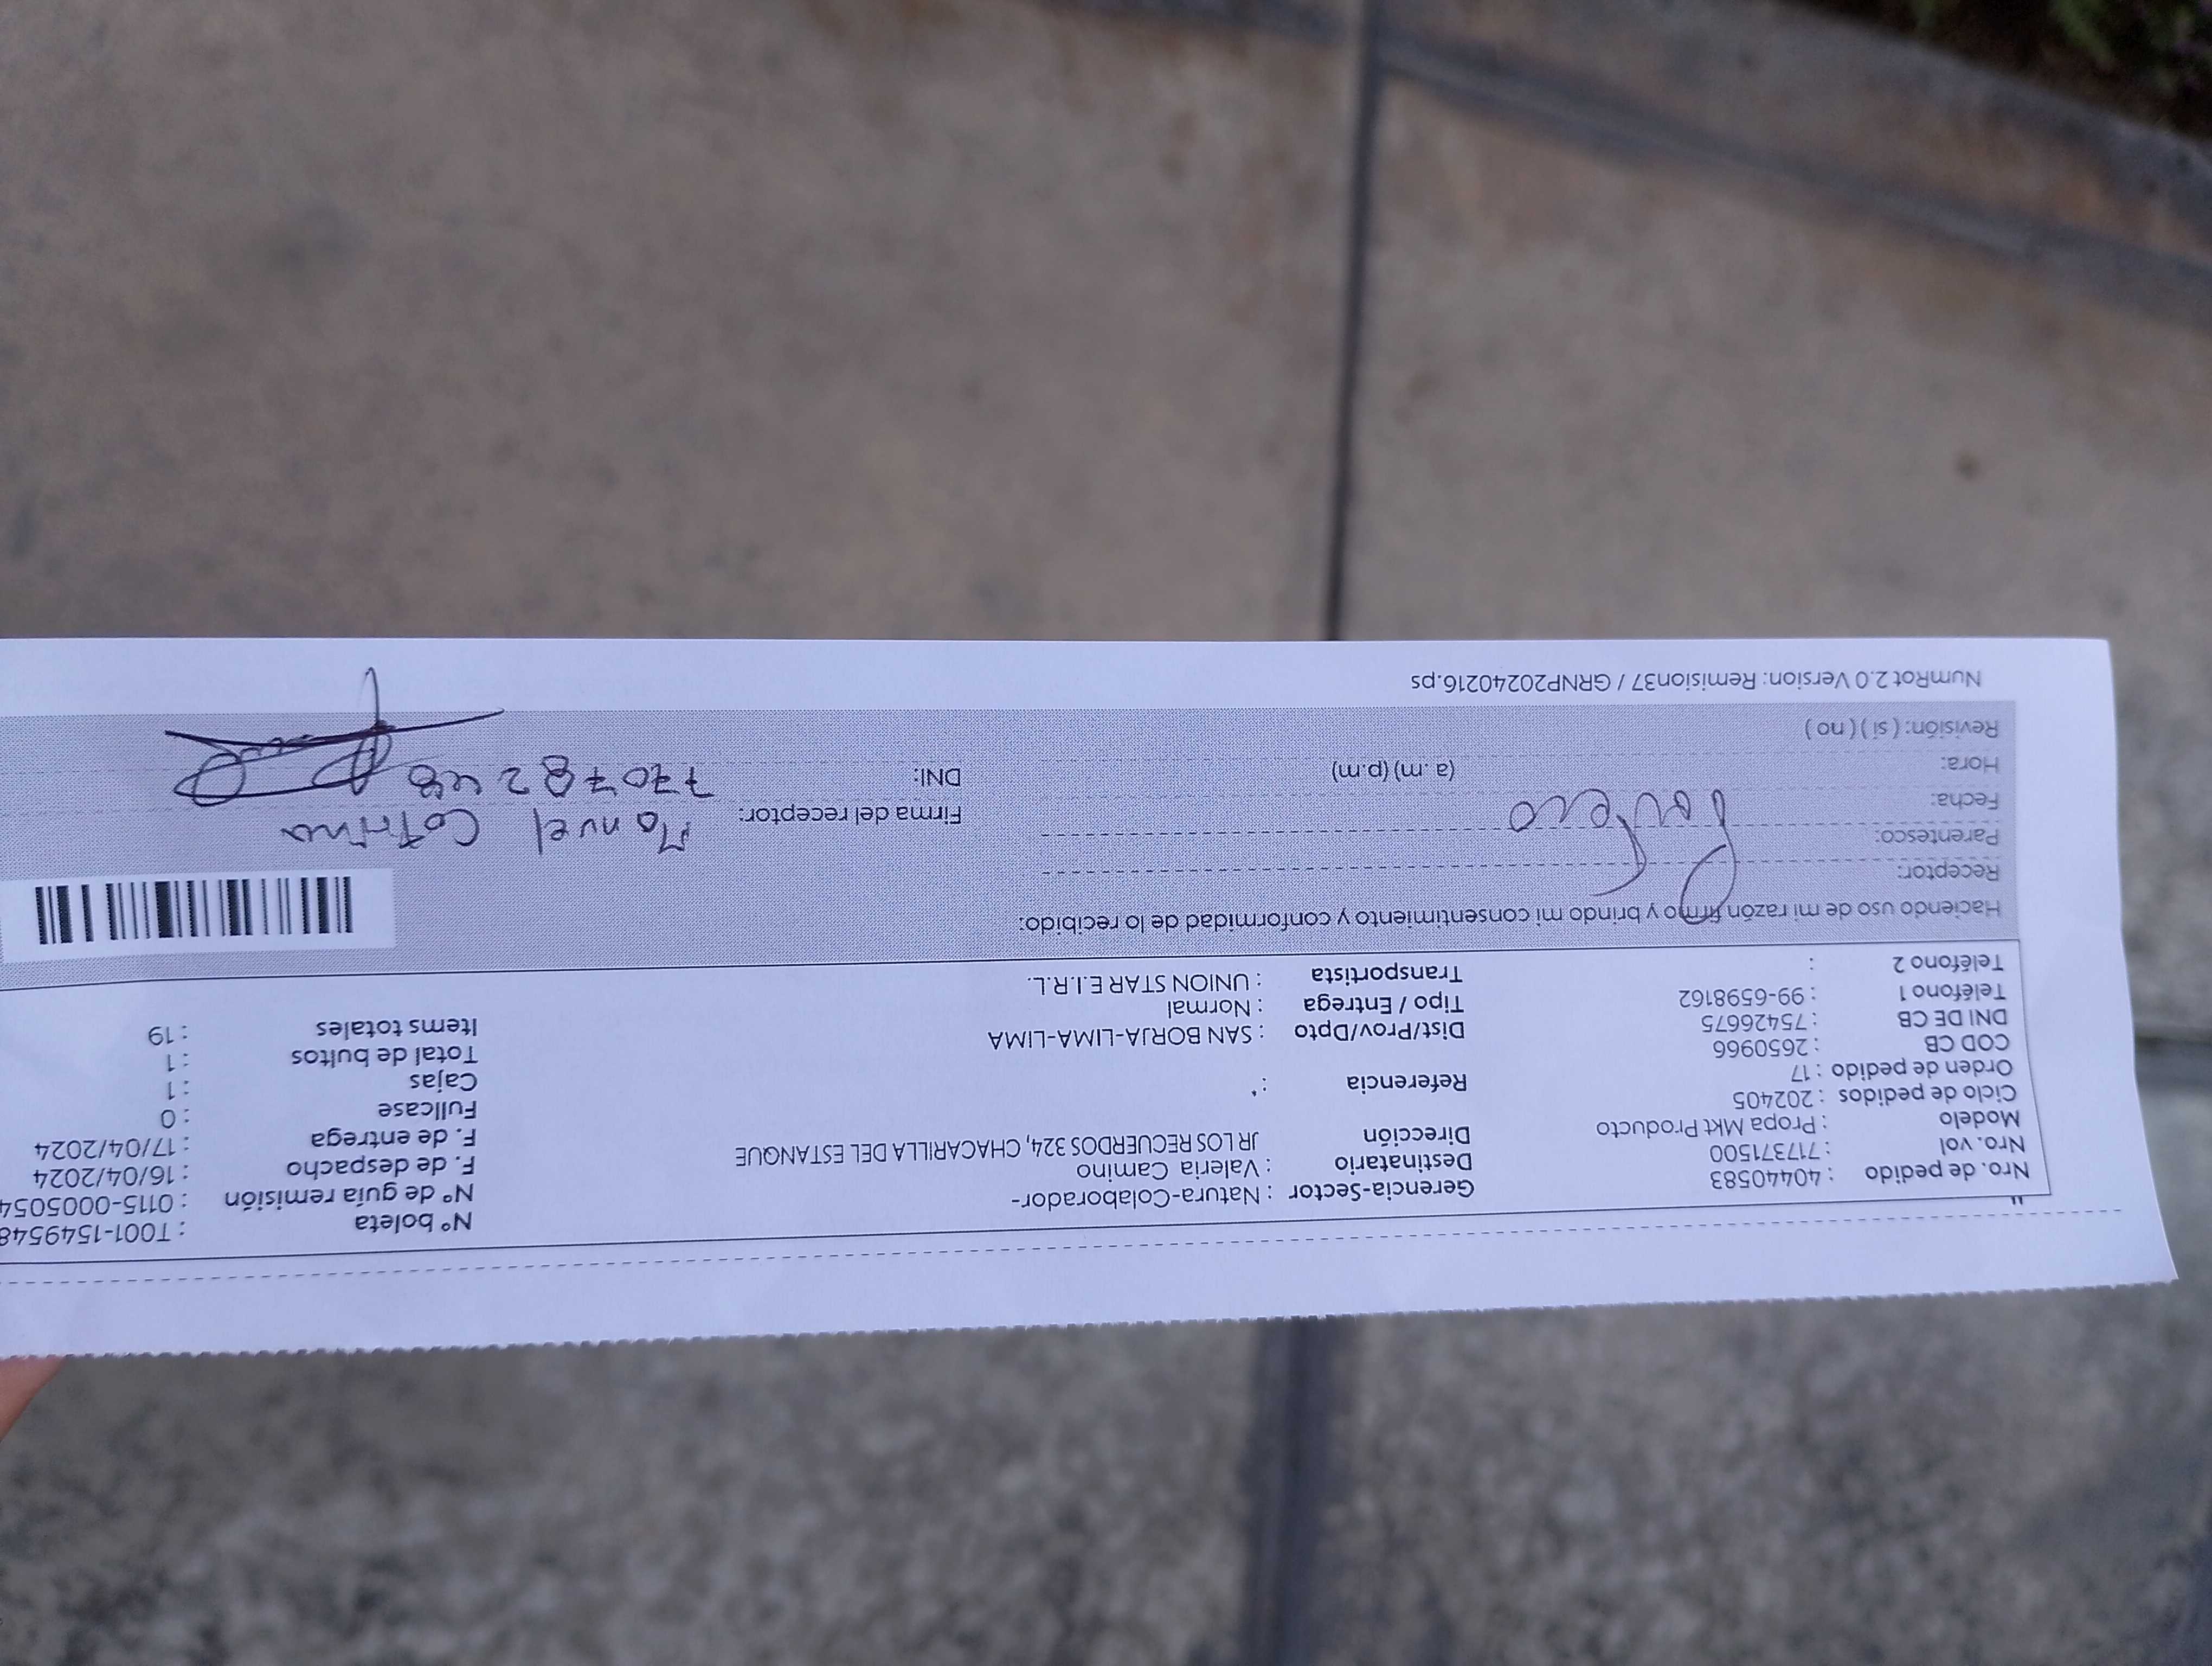 "
Nro. de pedido : 40440583 Gerencia-Sector : Natura-Colaborador- N° boleta : T001-1549548
Nro. vol : 717371500 Destinatario : Valeria Camino N° de guía remisión : 0115-0005054
Modelo : Propa Mkt Producto Dirección JR LOS RECUERDOS 324, CHACARILLA DEL ESTANQUE F. de despacho : 16/04/2024
Ciclo de pedidos : 202405 F. de entrega : 17/04/2024
Orden de pedido : 17 Referencia : . Fullcase : 0
COD CB : 2650966 Cajas : 1
DNI DE CB : 75426675 Dist/Prov/Dpto : SAN BORJA-LIMA-LIMA Total de bultos : 1
Teléfono 1 : 99-6598162 Tipo / Entrega : Normal Items totales : 19
Teléfono 2 : Transportista : UNION STAR E.I.R.L.
Haciendo uso de mi razón firmo y brindo mi consentimiento y conformidad de lo recibido:
Receptor:
Parentesco:
Fecha: Firma del receptor: Manuel Cotrina
Hora: (a. m) (p.m) DNI: 77078248
Revisión: ( si ) ( no )
NumRot 2.0 Version: Remision37 / GRNP20240216.ps